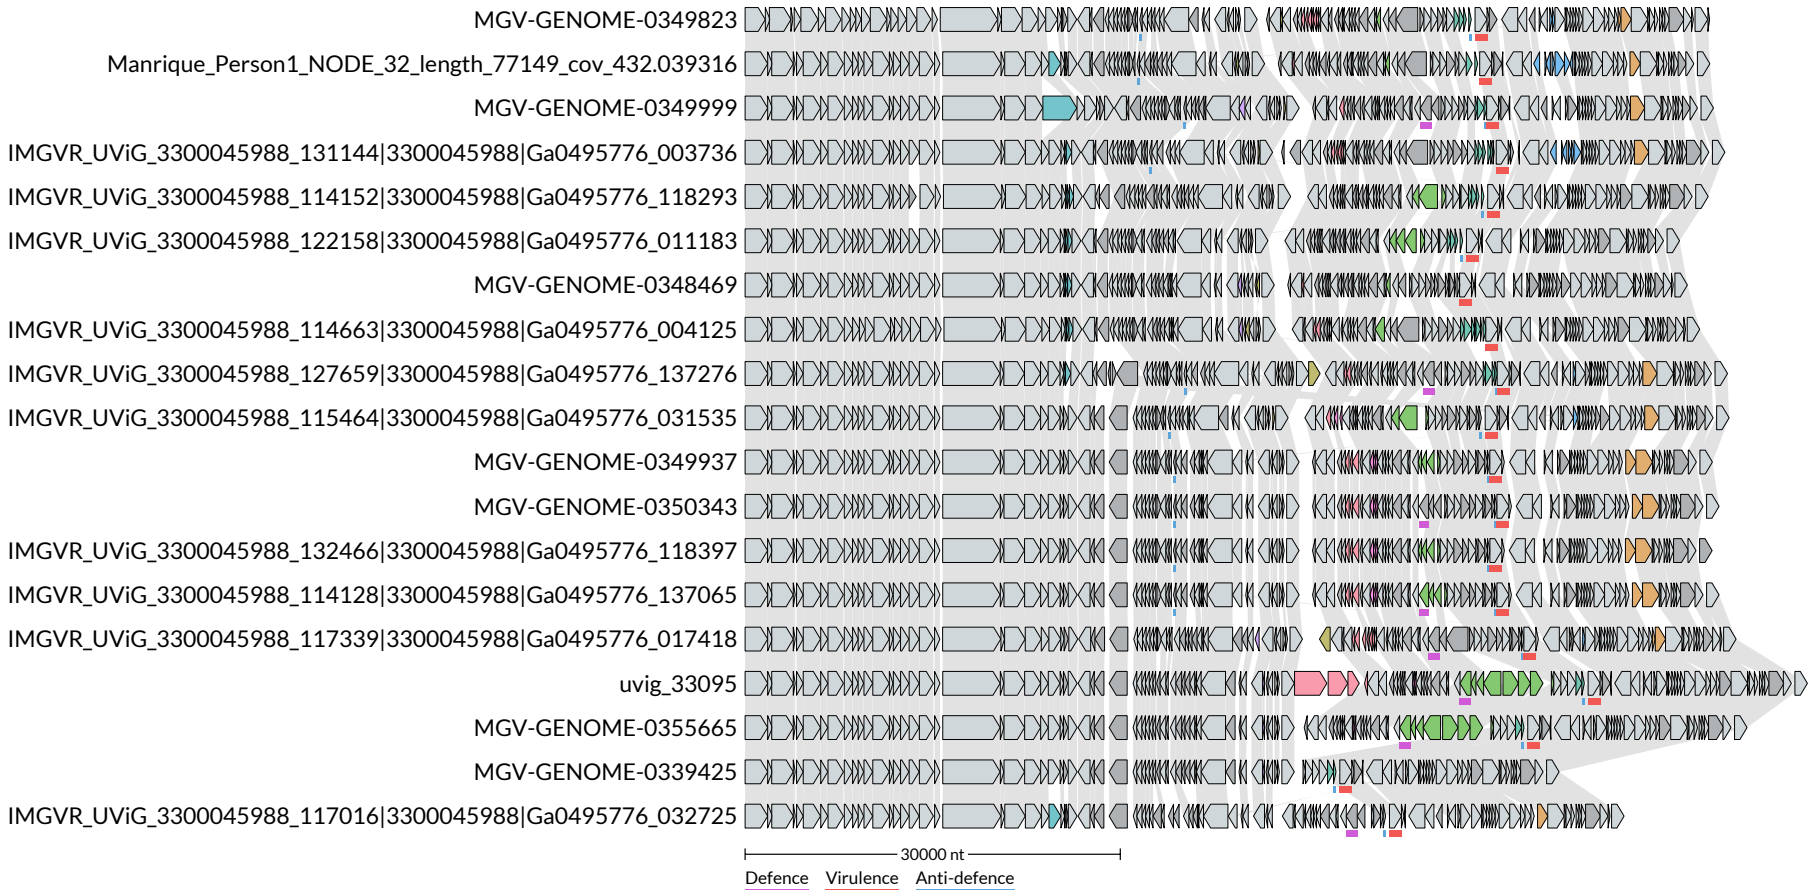 MGV-GENOME-0349823
Manrique_Person1_NODE_32_length_77149_cov_432.039316
MGV-GENOME-0349999
IMGVR_UViG_3300045988_131144|3300045988|Ga0495776_003736
IMGVR_UViG_3300045988_114152|3300045988|Ga0495776_118293
IMGVR_UViG_3300045988_122158|3300045988|Ga0495776_011183
MGV-GENOME-0348469
IMGVR_UViG_3300045988_114663|3300045988|Ga0495776_004125
IMGVR_UViG_3300045988_127659|3300045988|Ga0495776_137276
IMGVR_UViG_3300045988_115464|3300045988|Ga0495776_031535
MGV-GENOME-0349937
MGV-GENOME-0350343
IMGVR_UViG_3300045988_132466|3300045988|Ga0495776_118397
IMGVR_UViG_3300045988_114128|3300045988|Ga0495776_137065
IMGVR_UViG_3300045988_117339|3300045988|Ga0495776_017418
uvig_33095
MGV-GENOME-0355665
MGV-GENOME-0339425
IMGVR_UViG_3300045988_117016|3300045988|Ga0495776_032725
30000 nt
Defence Virulence Anti-defence